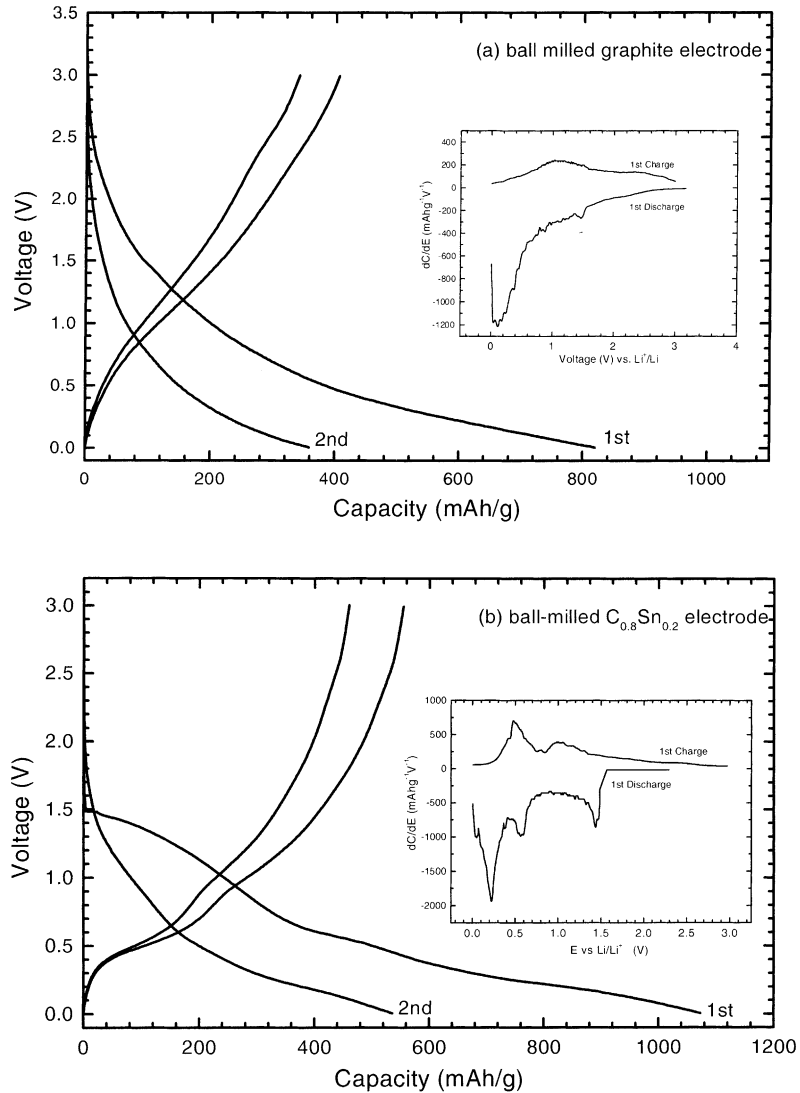 3.5
(a) ball milled graphite electrode
3.0
2.5
2.0
1.5
1.0
0.5
0.0
Voltage (V)
400
200
0
-200
-400
-600
-800
-1000
-1200
dC/dE (mAhg⁻¹V⁻¹)
1st Charge
1st Discharge
0 1 2 3 4
Voltage (V) vs. Li⁺/Li
2nd
1st
0 200 400 600 800 1000
Capacity (mAh/g)
3.0
(b) ball-milled C₀.₈Sn₀.₂ electrode
2.5
2.0
1.5
1.0
0.5
0.0
Voltage (V)
1000
500
0
-500
-1000
-1500
-2000
dC/dE (mAhg⁻¹V⁻¹)
1st Charge
1st Discharge
0.0 0.5 1.0 1.5 2.0 2.5 3.0
E vs Li/Li⁺ (V)
2nd
1st
0 200 400 600 800 1000 1200
Capacity (mAh/g)